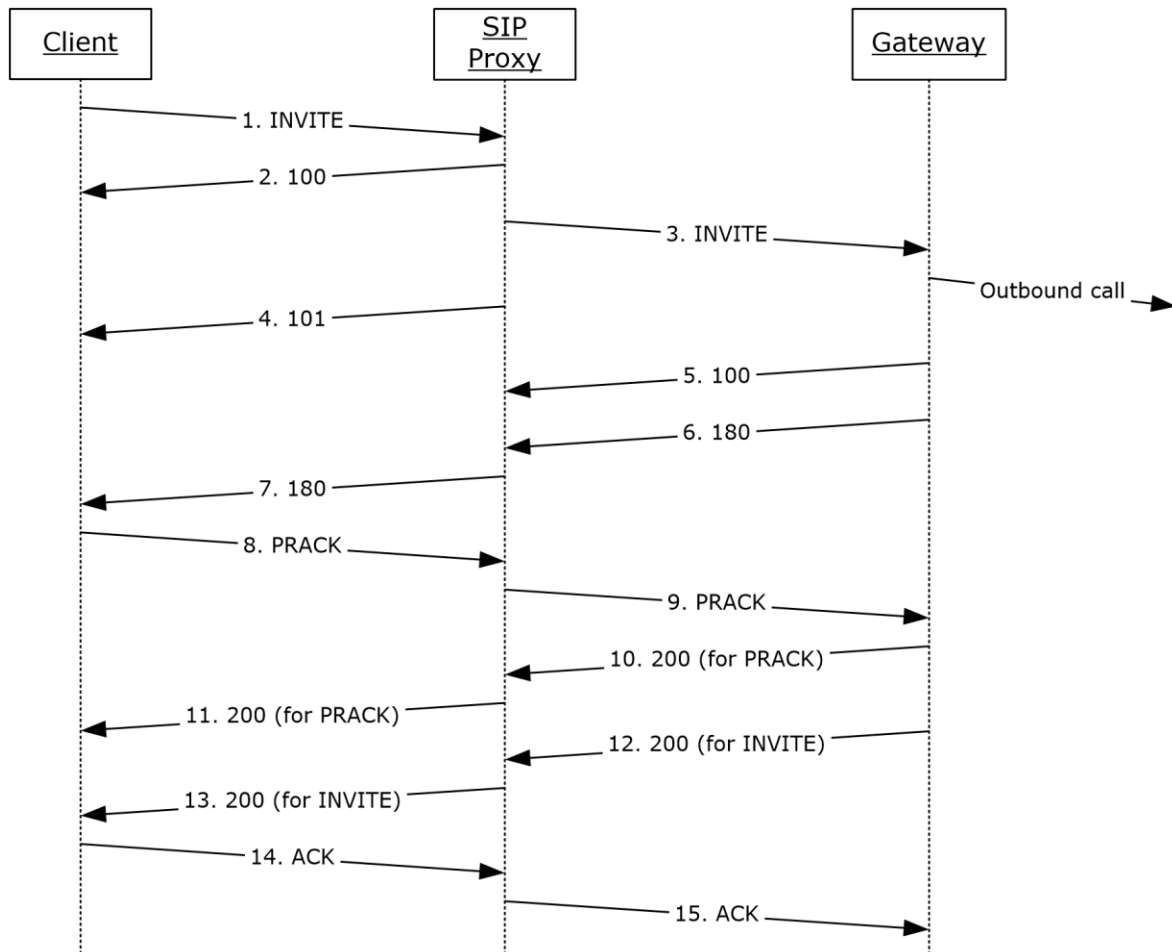 Client
SIP
Proxy
Gateway
1. INVITE
2. 100
3. INVITE
Outbound call
4. 101
5. 100
6. 180
7. 180
8. PRACK
9. PRACK
10. 200 (for PRACK)
11. 200 (for PRACK)
12. 200 (for INVITE)
13. 200 (for INVITE)
14. ACK
15. ACK